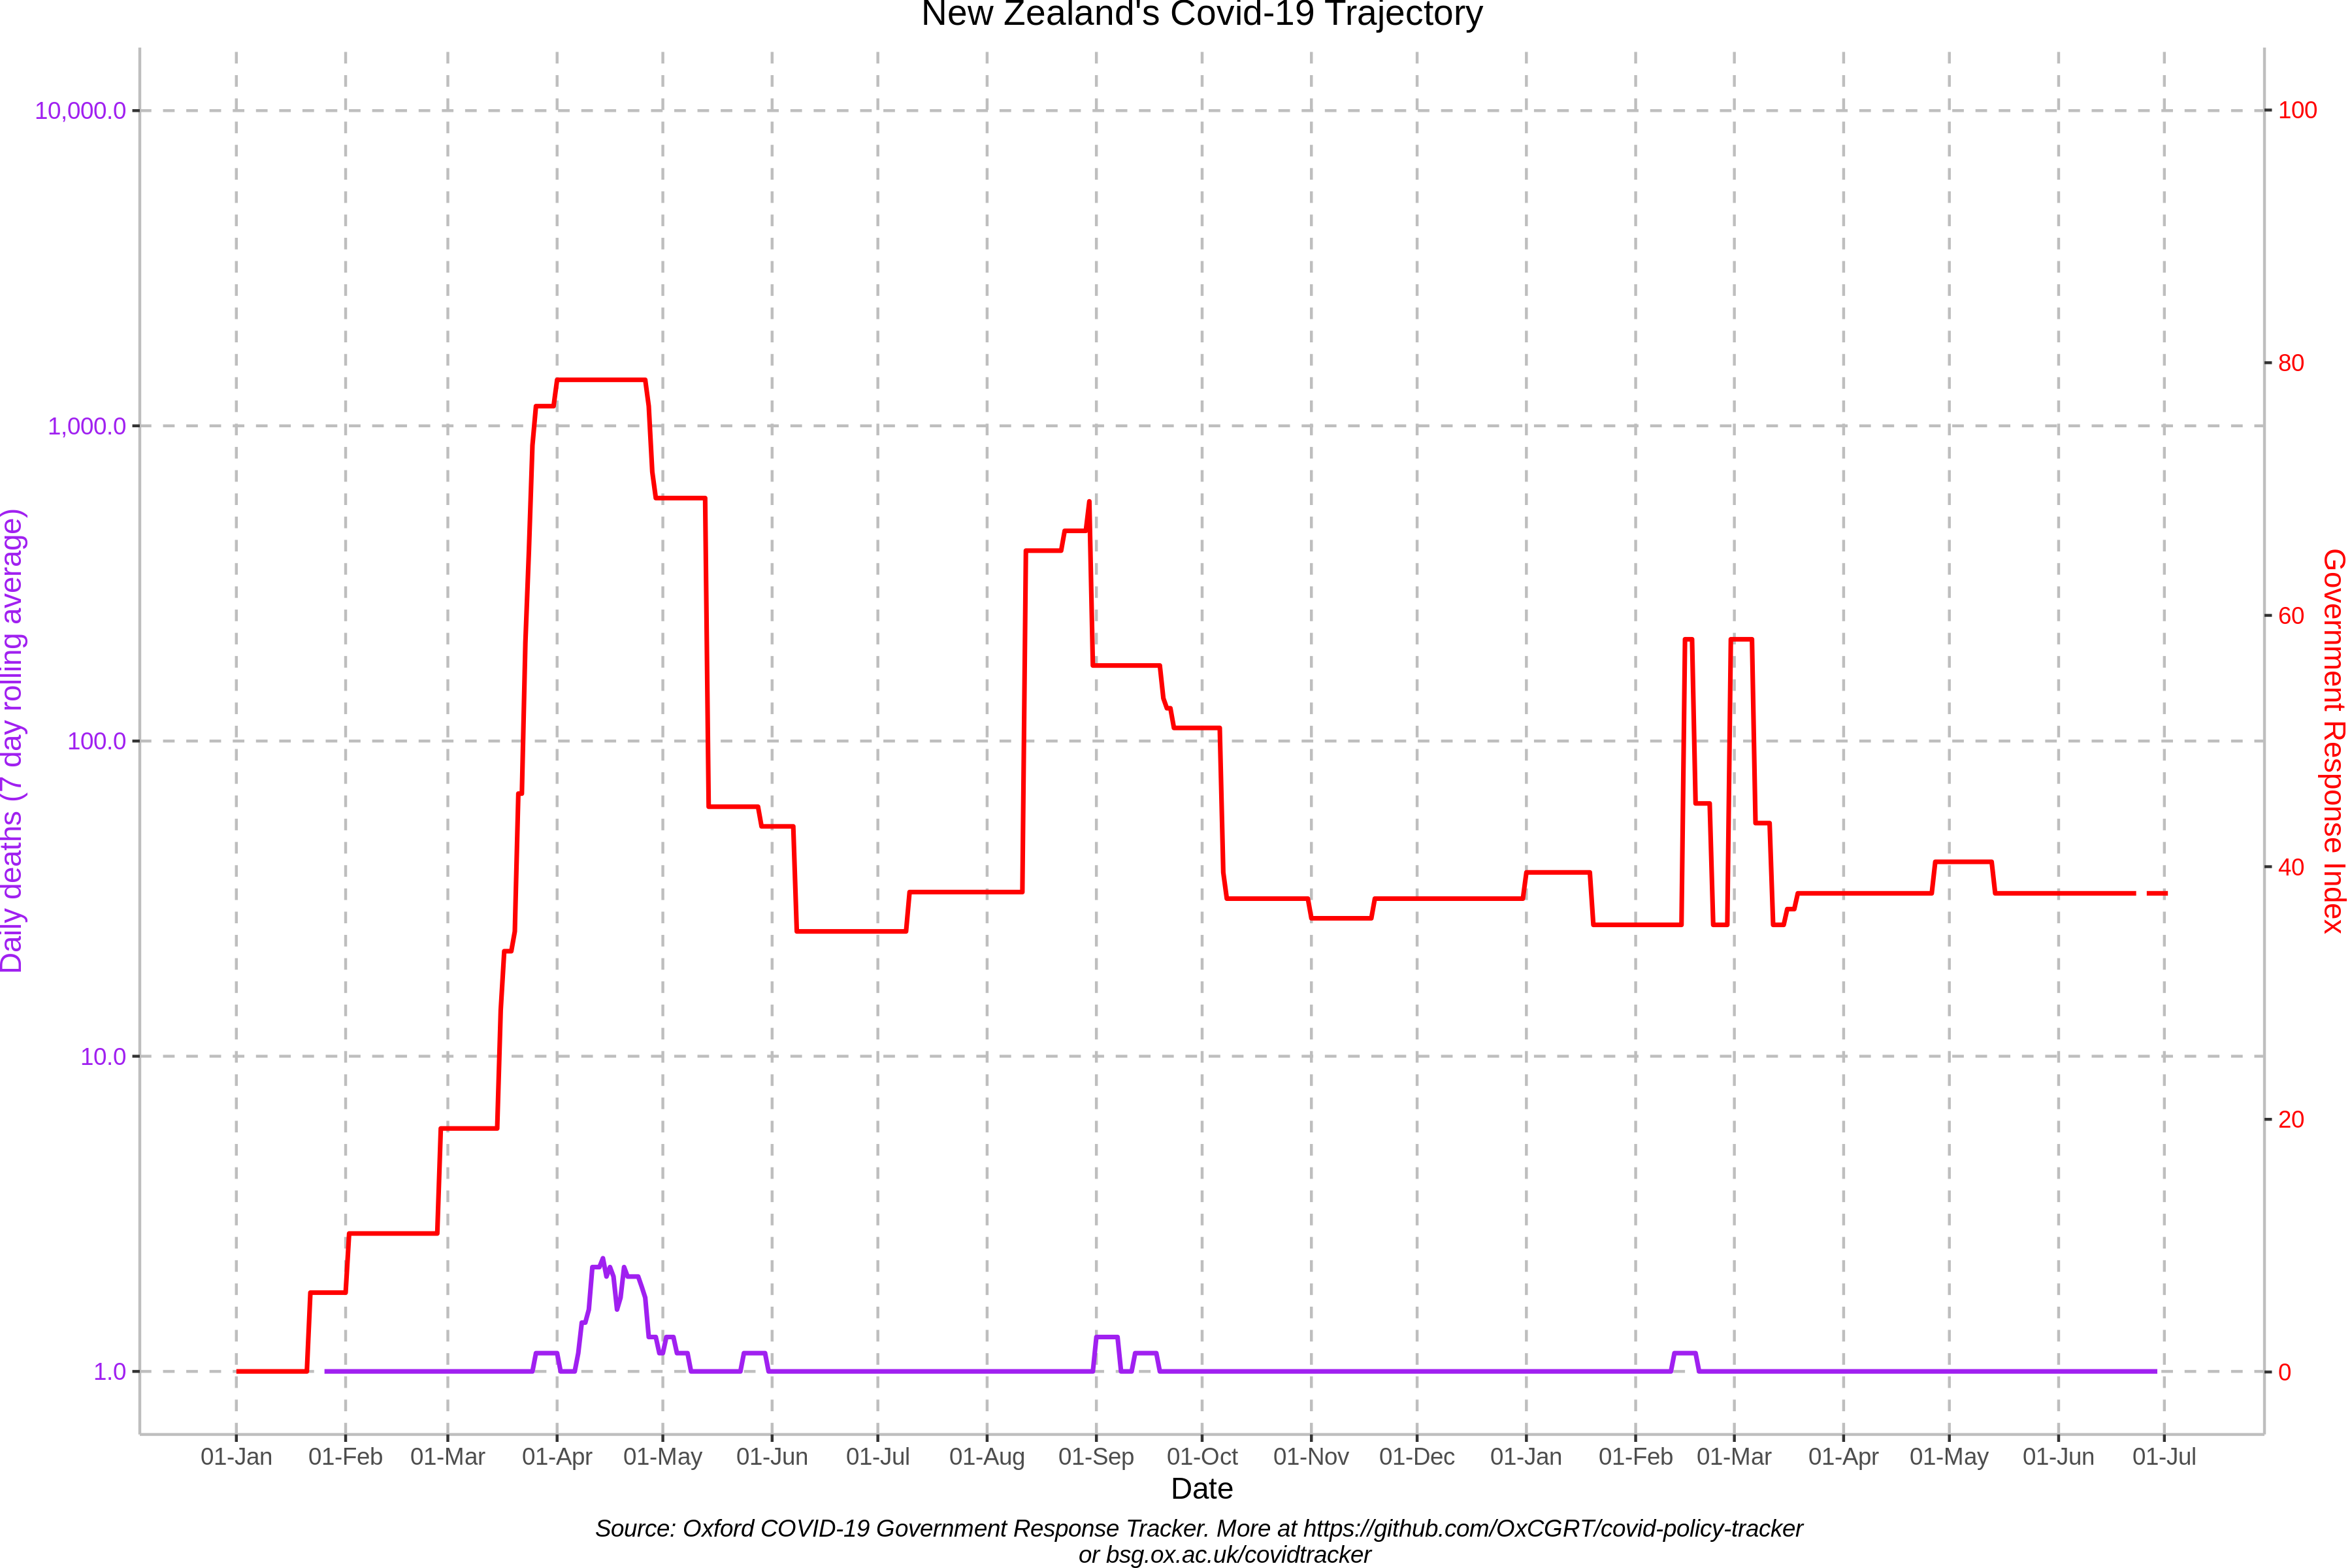 New Zealand's Covid-19 Trajectory
10,000.0
1,000.0
100.0
10.0
1.0
Daily deaths (7 day rolling average)
100
80
60
40
20
0
Government Response Index
01-Jan 01-Feb 01-Mar 01-Apr 01-May 01-Jun 01-Jul 01-Aug 01-Sep 01-Oct 01-Nov 01-Dec 01-Jan 01-Feb 01-Mar 01-Apr 01-May 01-Jun 01-Jul
Date
Source: Oxford COVID-19 Government Response Tracker. More at https://github.com/OxCGRT/covid-policy-tracker
or bsg.ox.ac.uk/covidtracker